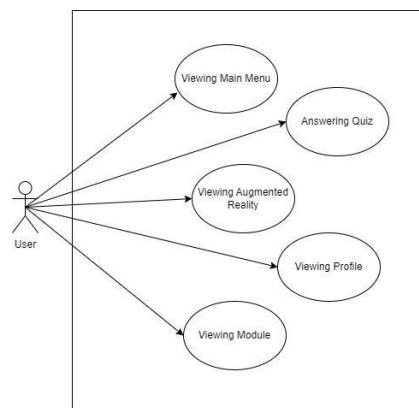 Viewing Main Menu
Answering Quiz
Viewing Augmented
Reality
User
Viewing Profile
Viewing Module